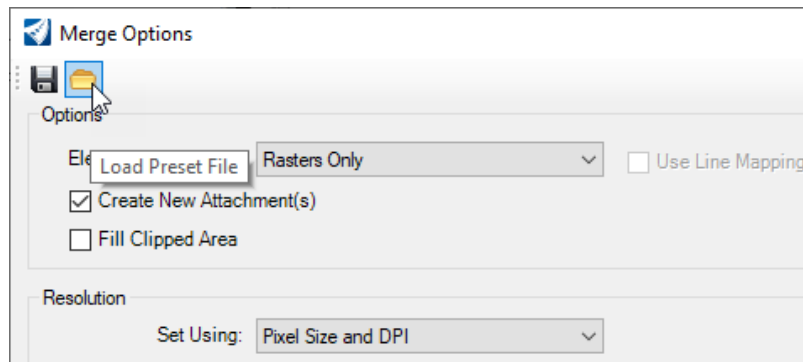 Merge Options
Options
Load Preset File
Rasters Only
Use Line Mapping
Create New Attachment(s)
Fill Clipped Area
Resolution
Set Using:
Pixel Size and DPI